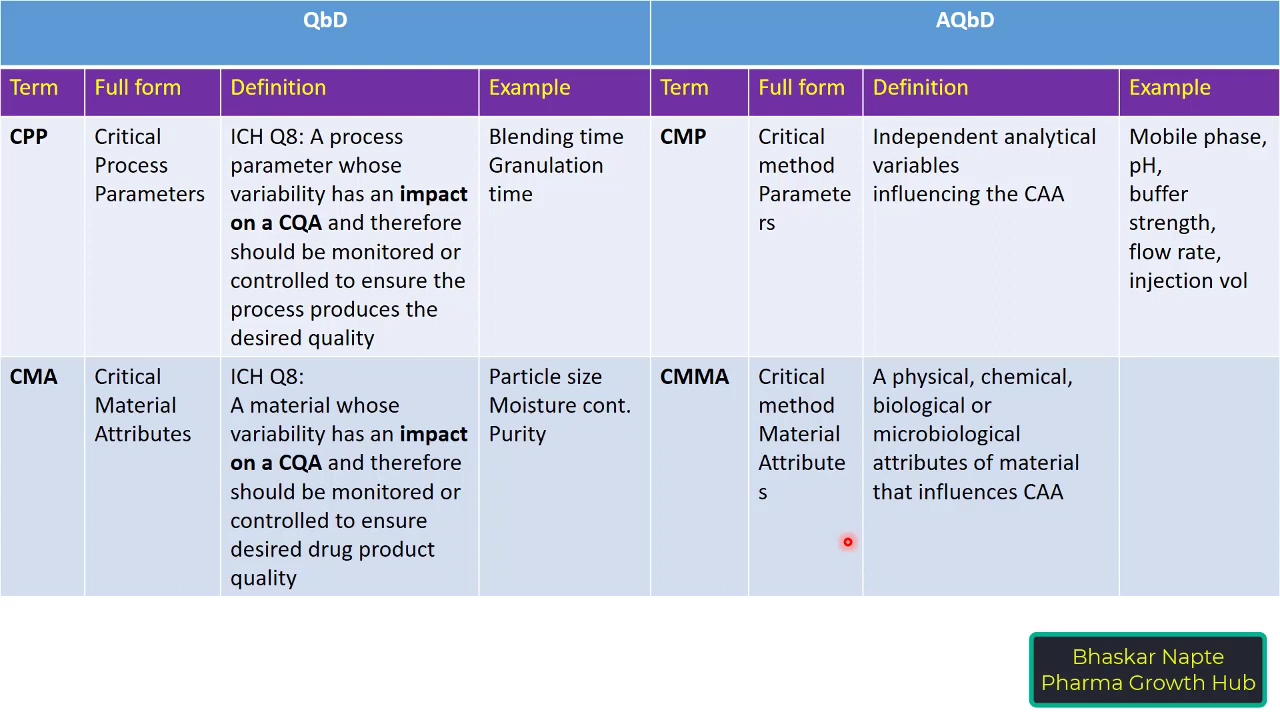 QbD
AQbD
Term
Full form
Definition
Example
Term
Full form
Definition
Example
CPP
Critical
Process
Parameters
ICH Q8: A process
parameter whose
variability has an impact
on a CQA and therefore
should be monitored or
controlled to ensure the
process produces the
desired quality
Blending time
Granulation
time
CMP
Critical
method
Paramete
rs
Independent analytical
variables
influencing the CAA
Mobile phase,
pH,
buffer
strength,
flow rate,
injection vol
CMA
Critical
Material
Attributes
ICH Q8:
A material whose
variability has an impact
on a CQA and therefore
should be monitored or
controlled to ensure
desired drug product
quality
Particle size
Moisture cont.
Purity
CMMA
Critical
method
Material
Attribute
s
A physical, chemical,
biological or
microbiological
attributes of material
that influences CAA
Bhaskar Napte
Pharma Growth Hub